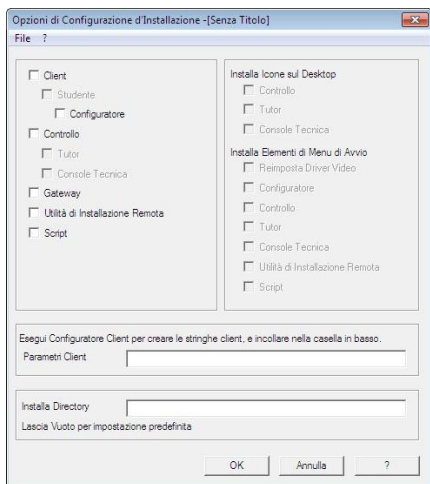 Opzioni di Configurazione d'Installazione -[Senza Titolo]
File ?
Client
Studente
Configuratore
Controllo
Tutor
Console Tecnica
Gateway
Utilità di Installazione Remota
Script
Installa Icone sul Desktop
Controllo
Tutor
Console Tecnica
Installa Elementi di Menu di Avvio
Reimposta Driver Video
Configuratore
Controllo
Tutor
Console Tecnica
Utilità di Installazione Remota
Script
Esegui Configuratore Client per creare le stringhe client, e incollare nella casella in basso.
Parametri Client
Installa Directory
Lascia Vuoto per impostazione predefinita
OK Annulla ?